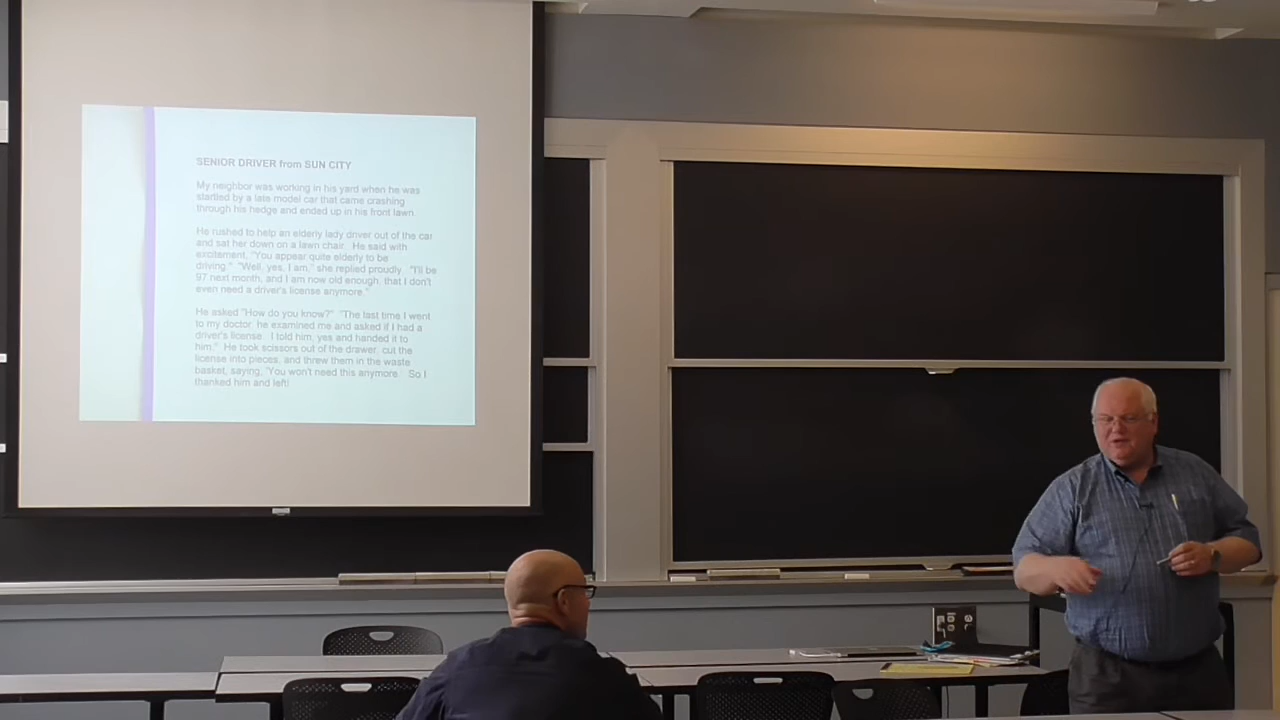 SENIOR DRIVER from SUN CITY
My neighbor was working in his yard when he was
startled by a late model car that came crashing
through his hedge and ended up in his front lawn.
He rushed to help an elderly lady driver out of the car
and sat her down on a lawn chair. He said with
excitement, "You appear quite elderly to be
driving." "Well, yes, I am," she replied proudly. "I'll be
97 next month, and I am now old enough, that I don't
even need a driver's license anymore."
He asked "How do you know?" "The last time I went
to my doctor, he examined me and asked if I had a
driver's license. I told him, yes and handed it to
him." He took scissors out of the drawer, cut the
license into pieces, and threw them in the waste
basket, saying, 'You won't need this anymore. So I
thanked him and left!